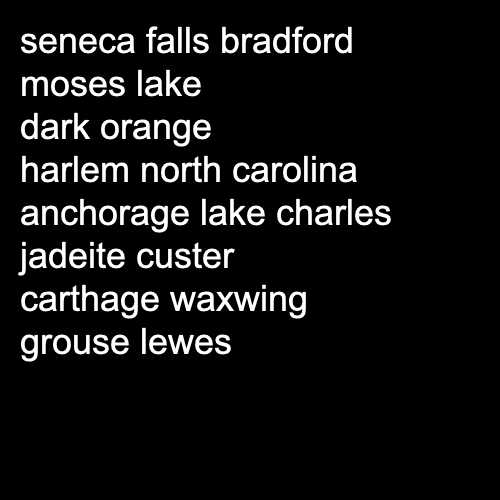 seneca falls bradford
moses lake
dark orange
harlem north carolina
anchorage lake charles
jadeite custer
carthage waxwing
grouse lewes